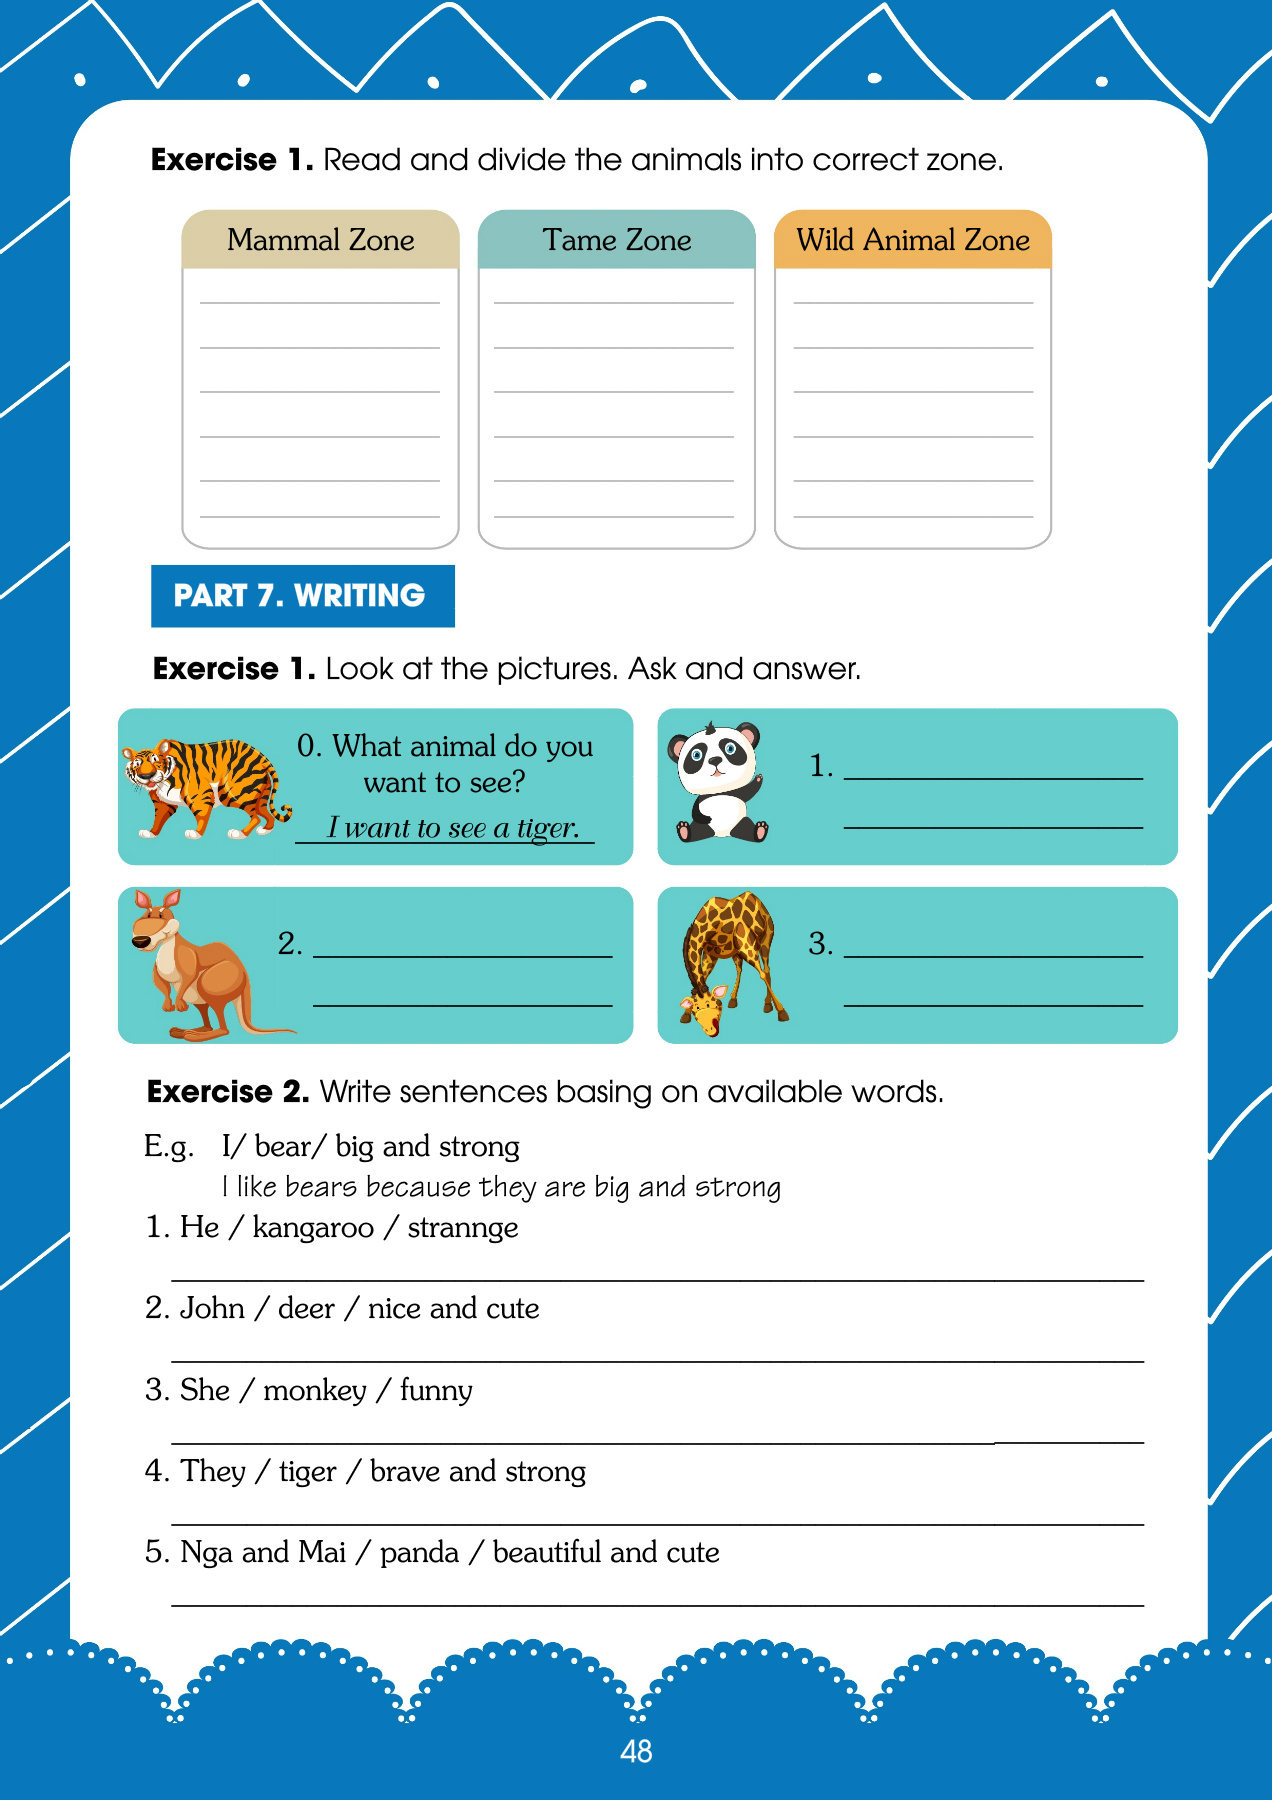 Exercise 1. Read and divide the animals into correct zone.
Mammal Zone
Tame Zone
Wild Animal Zone
PART 7. WRITING
Exercise 1. Look at the pictures. Ask and answer.
0. What animal do you
want to see?
I want to see a tiger.
1.
2.
3.
Exercise 2. Write sentences basing on available words.
E.g. I/ bear/ big and strong
I like bears because they are big and strong
1. He / kangaroo / strannge
2. John / deer / nice and cute
3. She / monkey / funny
4. They / tiger / brave and strong
5. Nga and Mai / panda / beautiful and cute
48